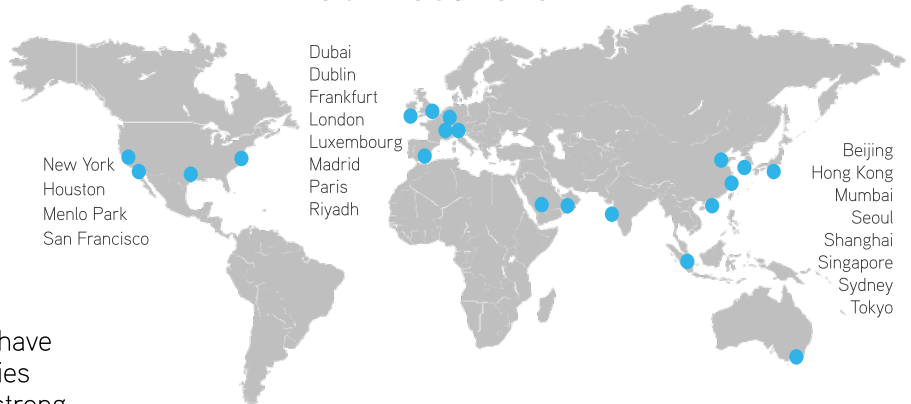 Dubai
Dublin
Frankfurt
London
Luxembourg
Madrid
Paris
Riyadh
New York
Houston
Menlo Park
San Francisco
Beijing
Hong Kong
Mumbai
Seoul
Shanghai
Singapore
Sydney
Tokyo
have